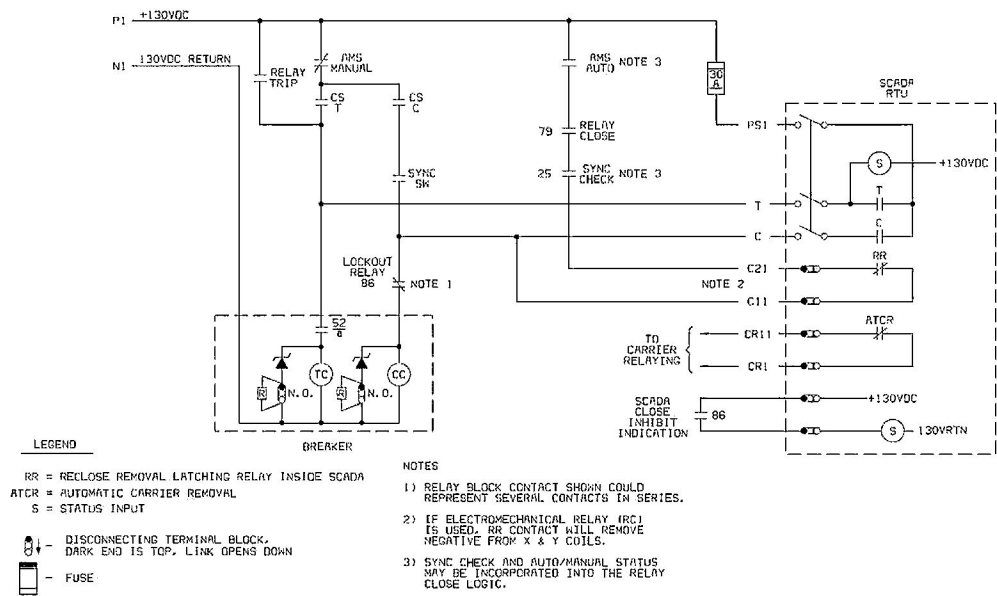 P1 +130VDC
N1 130VDC RETURN
RELAY
TRIP
AMS
MANUAL
CS
T
CS
C
SYNC
SW
AMS
AUTO NOTE 3
79 RELAY
CLOSE
25 SYNC
CHECK NOTE 3
30
A
SCADA
RTU
PS1
S +130VDC
T
T
C
C
LOCKOUT
RELAY
86
NOTE 1
C21
RR
NOTE 2
C11
52
a
TC
CC
N.O.
N.O.
BREAKER
TO
CARRIER
RELAYING
CR11
ATCR
CR1
SCADA
CLOSE
INHIBIT
INDICATION
86
+130VDC
S 130VRTN
LEGEND
RR = RECLOSE REMOVAL LATCHING RELAY INSIDE SCADA
ATCR = AUTOMATIC CARRIER REMOVAL
S = STATUS INPUT
- DISCONNECTING TERMINAL BLOCK.
DARK END IS TOP. LINK OPENS DOWN
- FUSE
NOTES
1) RELAY BLOCK CONTACT SHOWN COULD
REPRESENT SEVERAL CONTACTS IN SERIES.
2) IF ELECTROMECHANICAL RELAY (RC)
IS USED, RR CONTACT WILL REMOVE
NEGATIVE FROM X & Y COILS.
3) SYNC CHECK AND AUTO/MANUAL STATUS
MAY BE INCORPORATED INTO THE RELAY
CLOSE LOGIC.